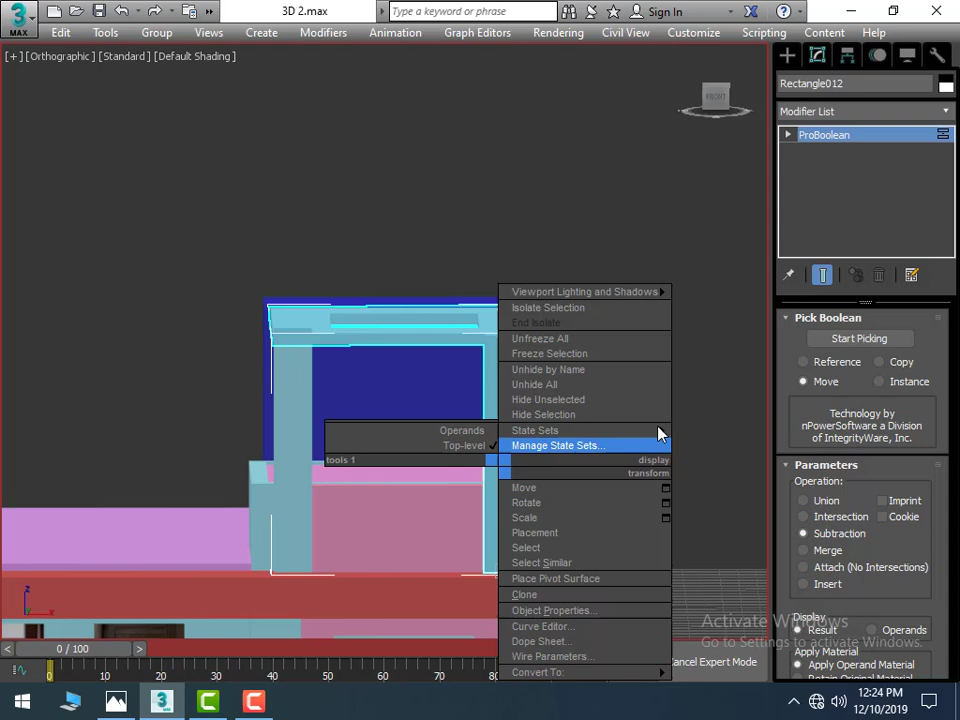 3D 2.max
Type a keyword or phrase
Sign In
MAX
Edit
Tools
Group
Views
Create
Modifiers
Animation
Graph Editors
Rendering
Civil View
Customize
Scripting
Content
Help
[+] [Orthographic] [Standard] [Default Shading]
FRONT
Rectangle012
Modifier List
ProBoolean
Viewport Lighting and Shadows
Isolate Selection
End Isolate
Unfreeze All
Freeze Selection
Unhide by Name
Unhide All
Hide Unselected
Hide Selection
State Sets
Manage State Sets...
Operands
Top-level
tools 1
display
transform
Move
Rotate
Scale
Placement
Select
Select Similar
Place Pivot Surface
Clone
Object Properties...
Curve Editor...
Dope Sheet...
Wire Parameters...
Convert To:
Pick Boolean
Start Picking
Reference
Copy
Move
Instance
Technology by
nPowerSoftware a Division
of IntegrityWare, Inc.
Parameters
Operation:
Union
Imprint
Intersection
Cookie
Subtraction
Merge
Attach (No Intersections)
Insert
Display
Result
Operands
Apply Material
Apply Operand Material
Retain Original Material
Activate Windows
Go to Settings to activate Windows.
z
y
x
0 / 100
0
10
20
30
40
50
60
70
80
Cancel Expert Mode
12:24 PM
12/10/2019